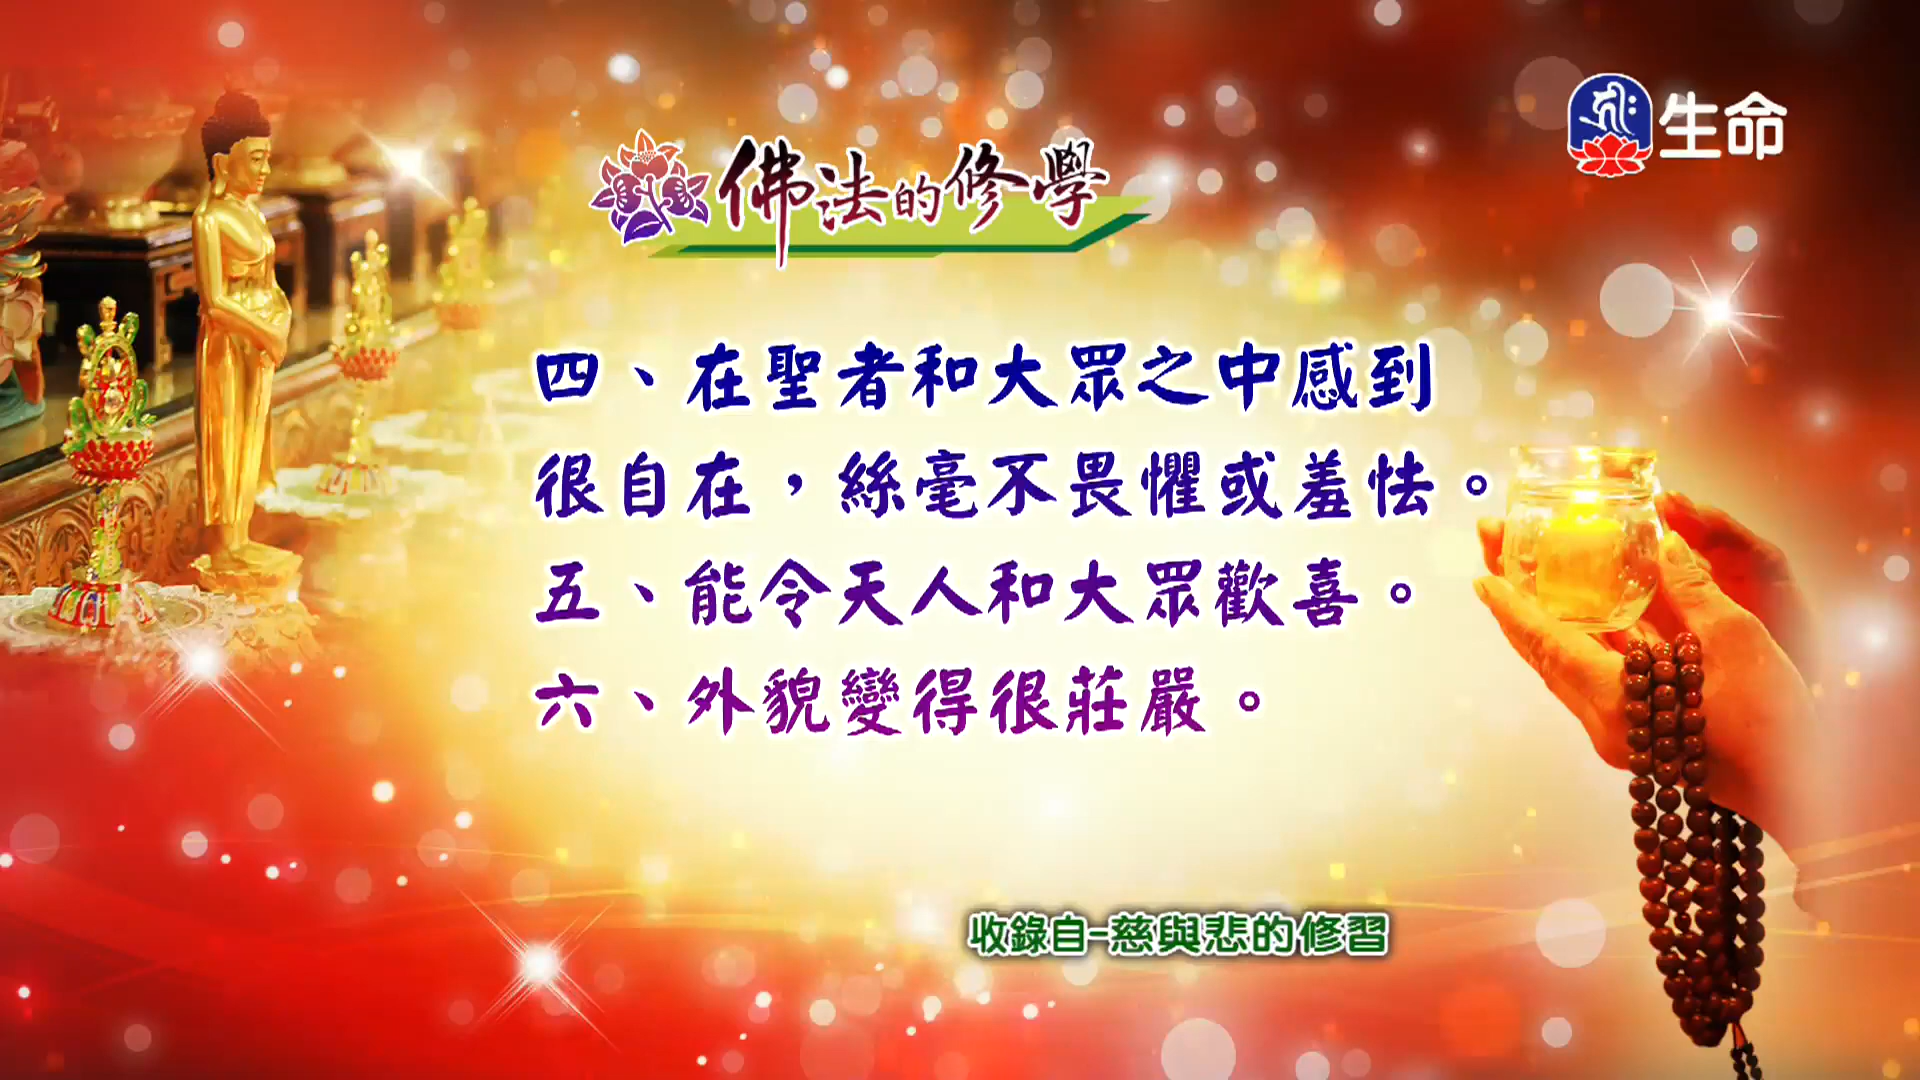 生命
佛法的修學
四、在聖者和大眾之中感到
很自在，絲毫不畏懼或羞怯。
五、能令天人和大眾歡喜。
六、外貌變得很莊嚴。
收錄自-慈與悲的修習